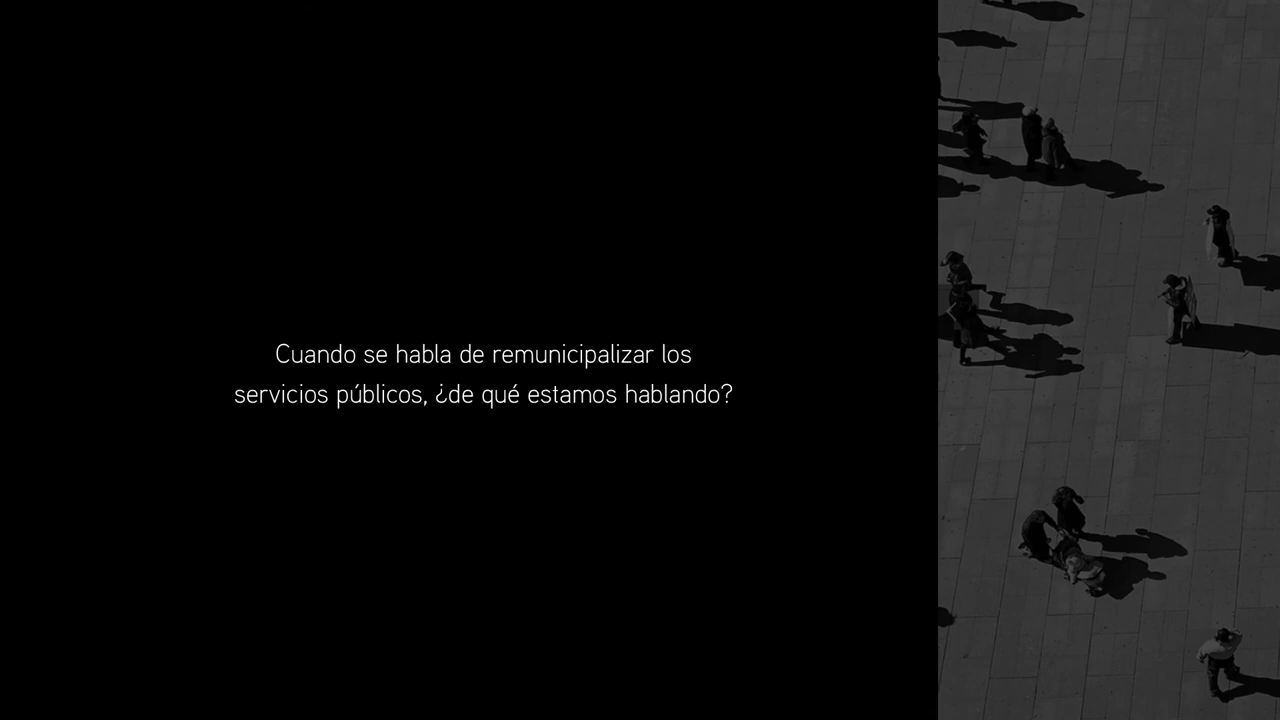 Cuando se habla de remunicipalizar los
servicios públicos, ¿de qué estamos hablando?